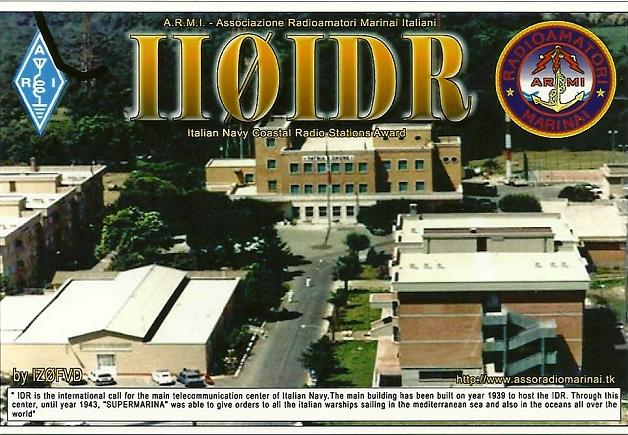 A.R.M.I. - Associazione Radioamatori Marinai Italiani
II0IDR
Italian Navy Coastal Radio Stations Award
A
R I
RADIOAMATORI
ARMI
MARINAI
by IZ0FVD
http://www.assoradiomarinai.tk
" IDR is the international call for the main telecommunication center of Italian Navy.The main building has been built on year 1939 to host the IDR. Through this
center, until year 1943, "SUPERMARINA" was able to give orders to all the italian warships sailing in the mediterranean sea and also in the oceans all over the
world"